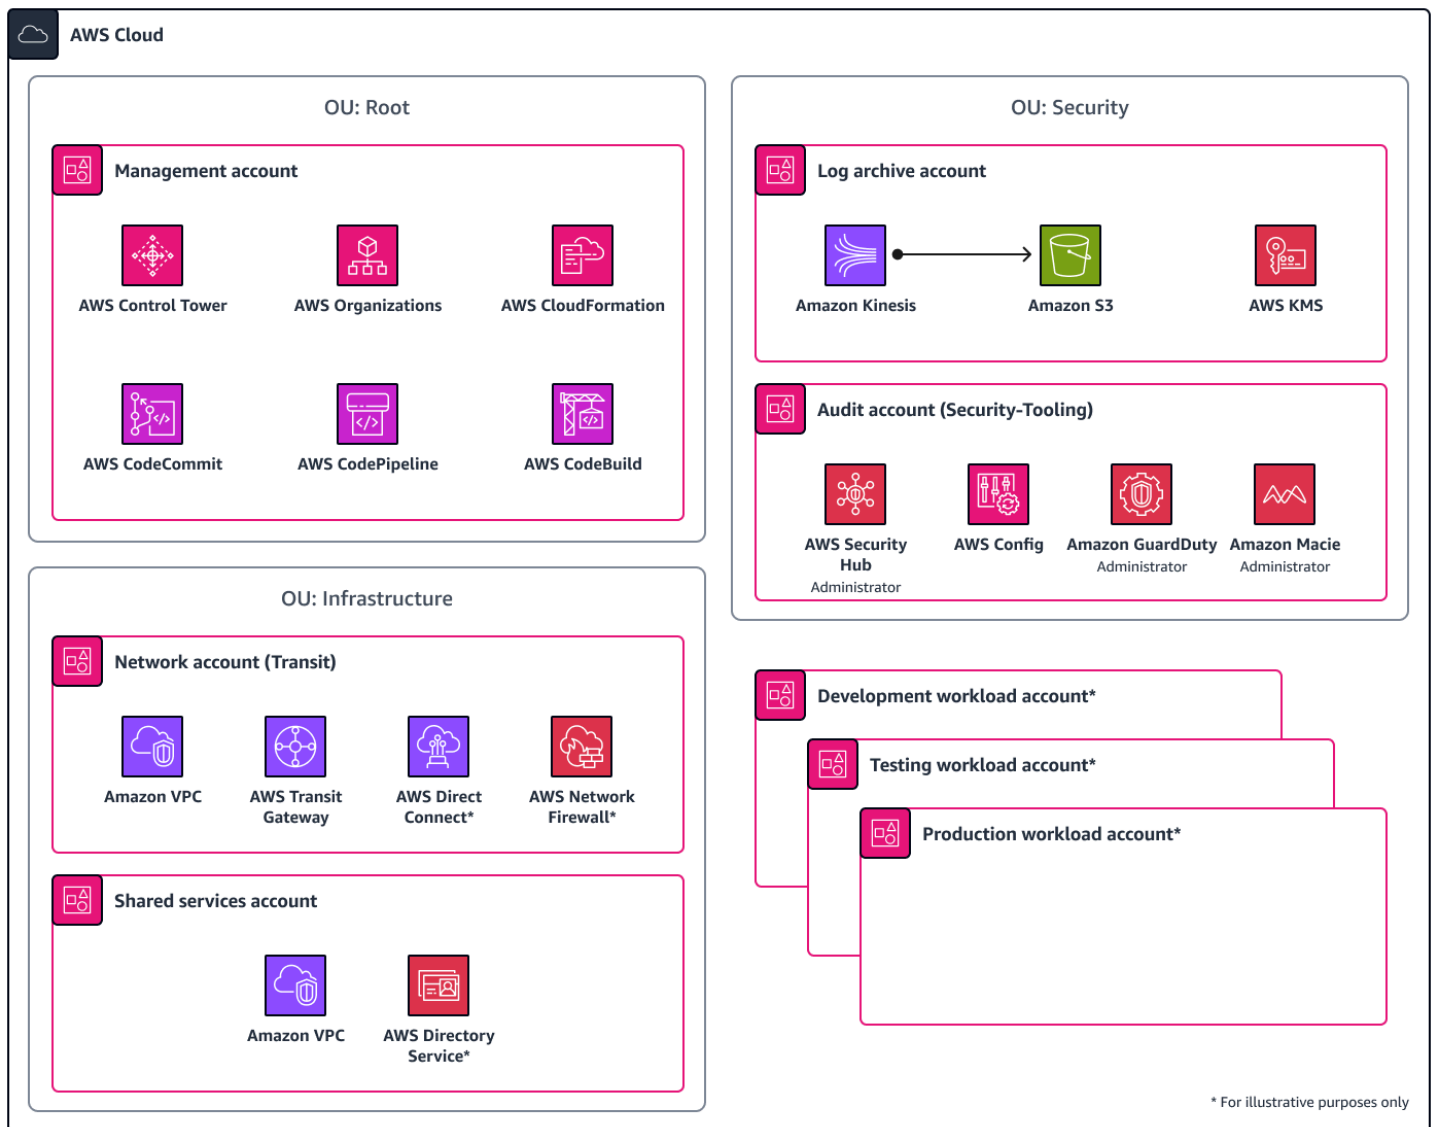 AWS Cloud
OU: Root
Management account
AWS Control Tower
AWS Organizations
AWS CloudFormation
AWS CodeCommit
AWS CodePipeline
AWS CodeBuild
OU: Security
Log archive account
Amazon Kinesis
Amazon S3
AWS KMS
Audit account (Security-Tooling)
AWS Security
Hub
Administrator
AWS Config
Amazon GuardDuty
Administrator
Amazon Macie
Administrator
OU: Infrastructure
Network account (Transit)
Amazon VPC
AWS Transit
Gateway
AWS Direct
Connect*
AWS Network
Firewall*
Shared services account
Amazon VPC
AWS Directory
Service*
Development workload account*
Testing workload account*
Production workload account*
* For illustrative purposes only